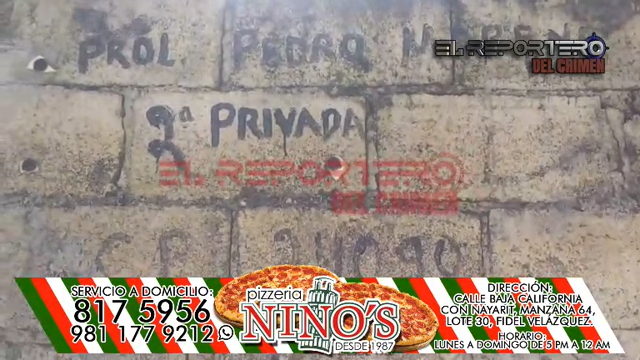 PROL PEDRO MORENO
EL REPORTERO
DEL CRIMEN
2ª PRIVADA
EL REPORTERO
DEL CRIMEN
C.P.
SERVICIO A DOMICILIO:
817 5956
981 177 9212
pizzeria
NINO'S
DESDE 1987
DIRECCIÓN:
CALLE BAJA CALIFORNIA
CON NAYARIT, MANZANA 64,
LOTE 30, FIDEL VELÁZQUEZ.
HORARIO:
LUNES A DOMINGO DE 5 PM A 12 AM